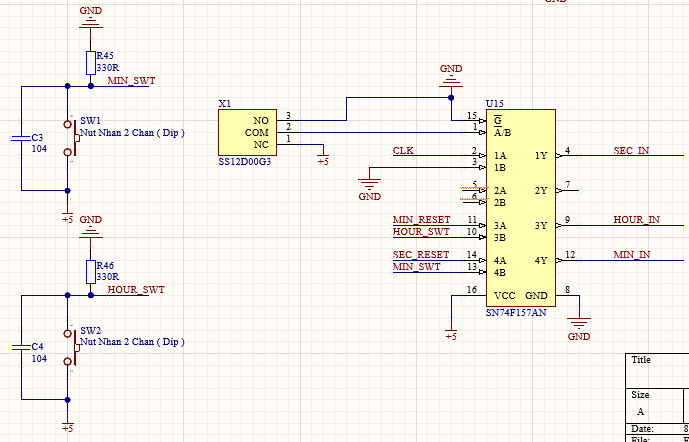 GND
GND
R45
330R
MIN_SWT
SW1
Nut Nhan 2 Chan ( Dip )
C3
104
+5
GND
R46
330R
HOUR_SWT
SW2
Nut Nhan 2 Chan ( Dip )
C4
104
+5
X1
NO 3
COM 2
NC 1
SS12D00G3
+5
GND
GND
U15
15 G
1 A/B
CLK 2 1A 1Y 4 SEC_IN
3 1B
5 2A 2Y 7
6 2B
MIN_RESET 11 3A 3Y 9 HOUR_IN
HOUR_SWT 10 3B
SEC_RESET 14 4A 4Y 12 MIN_IN
MIN_SWT 13 4B
16 VCC GND 8
SN74F157AN
+5
GND
Title
Size
A
Date: 8
File: